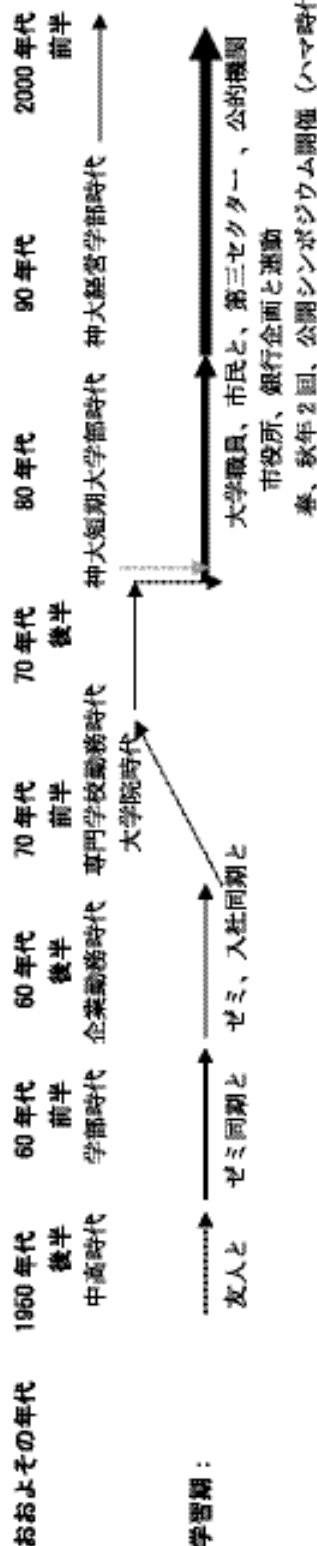 おおよその年代 1950年代後半 60年代前半 60年代後半 70年代前半 70年代後半 80年代 90年代 2000年代前半
中高時代 学部時代 企業勤務時代 専門学校勤務時代 神大短期大学部時代 神大経営学部時代
大学院時代
学習期：
友人と ゼミ同期と ゼミ、入社同期と 大学職員、市民と、第三セクター、公的機関
市役所、銀行企画と運動
春、秋年2回、公開シンポジウム開催（ハマ時代